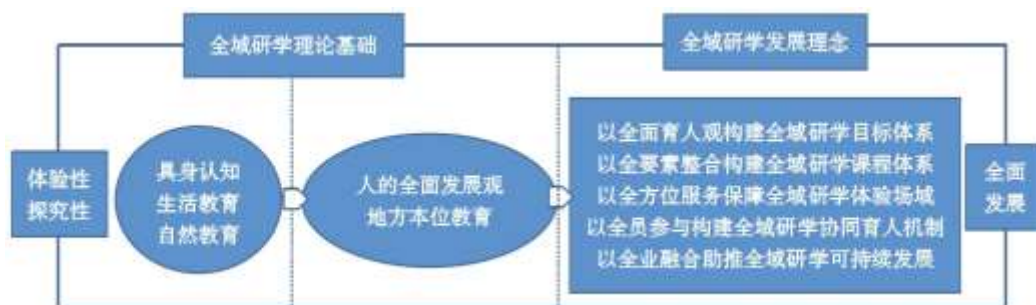 全域研学理论基础
全域研学发展理念
体验性
探究性
具身认知
生活教育
自然教育
人的全面发展观
地方本位教育
以全面育人观构建全域研学目标体系
以全要素整合构建全域研学课程体系
以全方位服务保障全域研学体验场域
以全员参与构建全域研学协同育人机制
以全业融合助推全域研学可持续发展
全面
发展